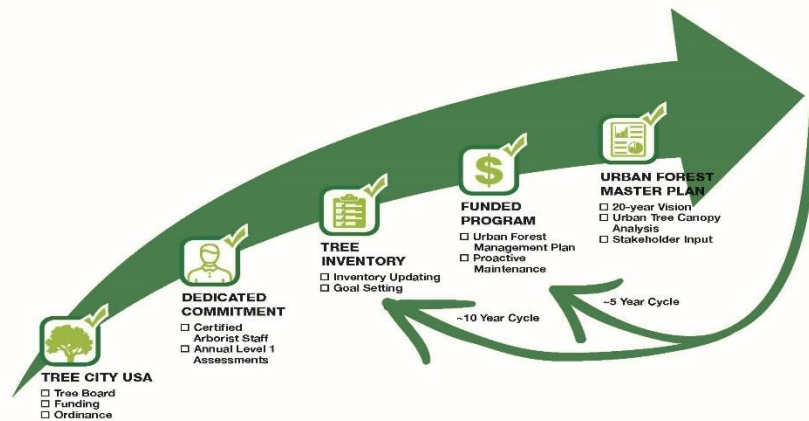 TREE CITY USA
☐ Tree Board
☐ Funding
☐ Ordinance
DEDICATED
COMMITMENT
☐ Certified
Arborist Staff
☐ Annual Level 1
Assessments
TREE
INVENTORY
☐ Inventory Updating
☐ Goal Setting
$
FUNDED
PROGRAM
☐ Urban Forest
Management Plan
☐ Proactive
Maintenance
URBAN FOREST
MASTER PLAN
☐ 20-year Vision
☐ Urban Tree Canopy
Analysis
☐ Stakeholder Input
~10 Year Cycle
~5 Year Cycle